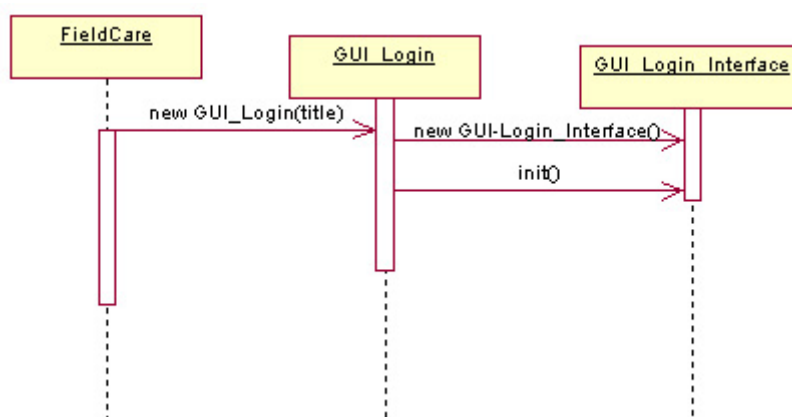 FieldCare
GUI_Login
GUI_Login_Interface
new GUI_Login(title)
new GUI-Login_Interface()
init()